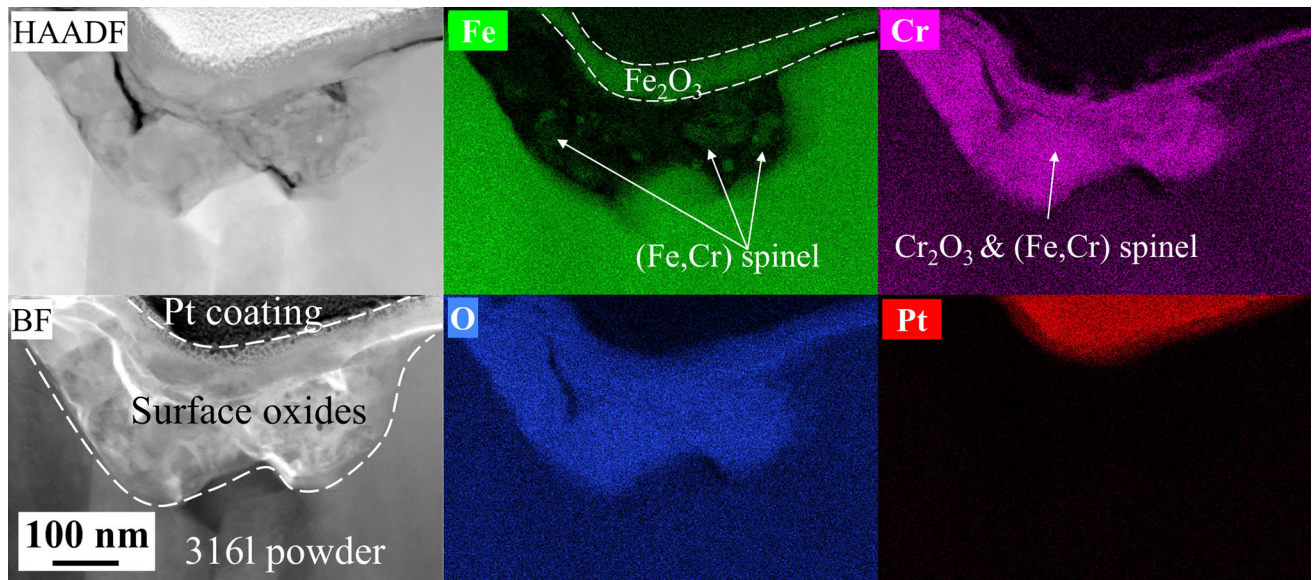 HAADF
Fe
Fe₂O₃
(Fe,Cr) spinel
Cr
Cr₂O₃ & (Fe,Cr) spinel
BF
Pt coating
Surface oxides
100 nm
316l powder
O
Pt